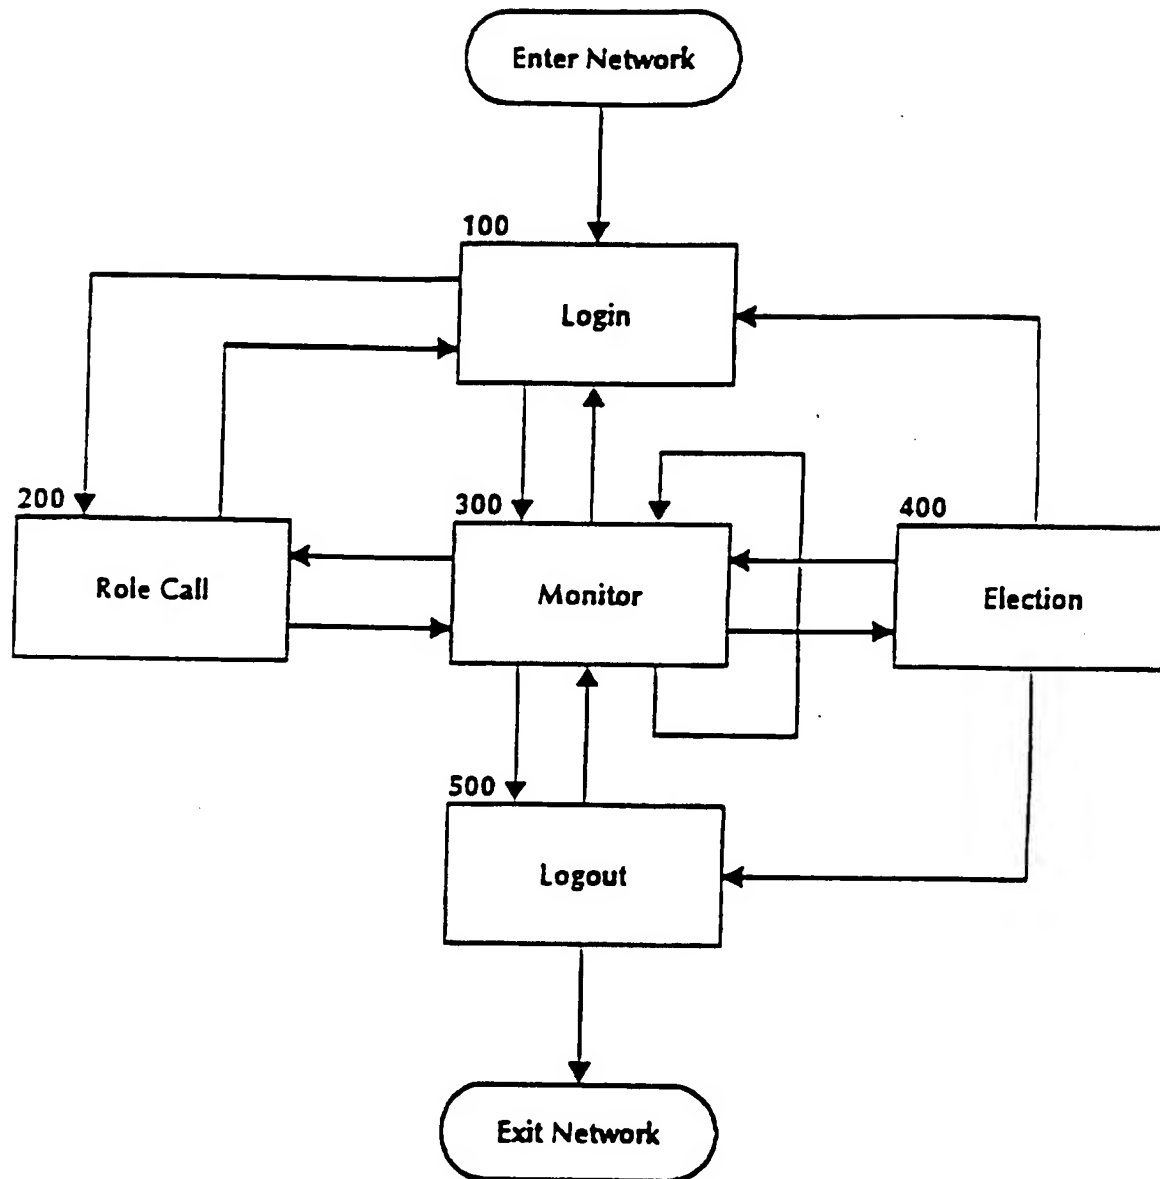 Enter Network
100
Login
200
Role Call
300
Monitor
400
Election
500
Logout
Exit Network